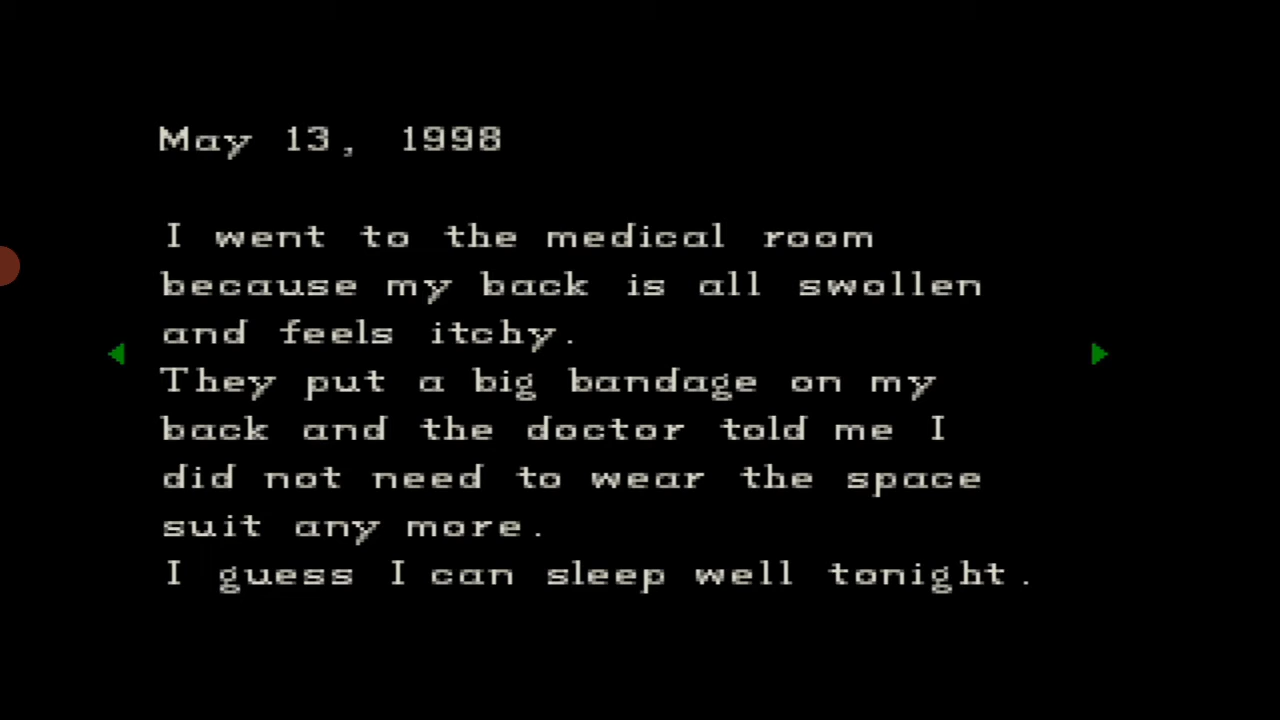 May 13, 1998
I went to the medical room
because my back is all swollen
and feels itchy.
They put a big bandage on my
back and the doctor told me I
did not need to wear the space
suit any more.
I guess I can sleep well tonight.